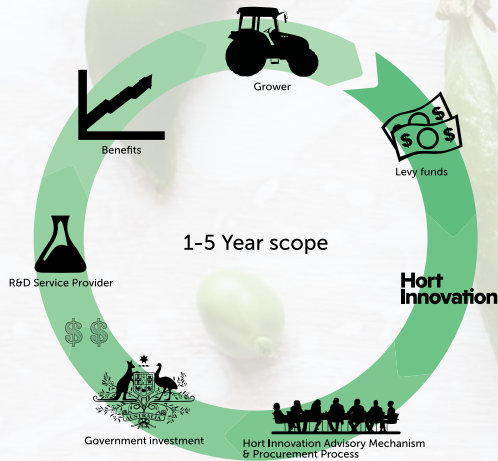 Grower
$
$ $
Levy funds
Benefits
1-5 Year scope
Hort
Innovation
R&D Service Provider
$ $
AUSTRALIA
Government investment
Hort Innovation Advisory Mechanism
& Procurement Process